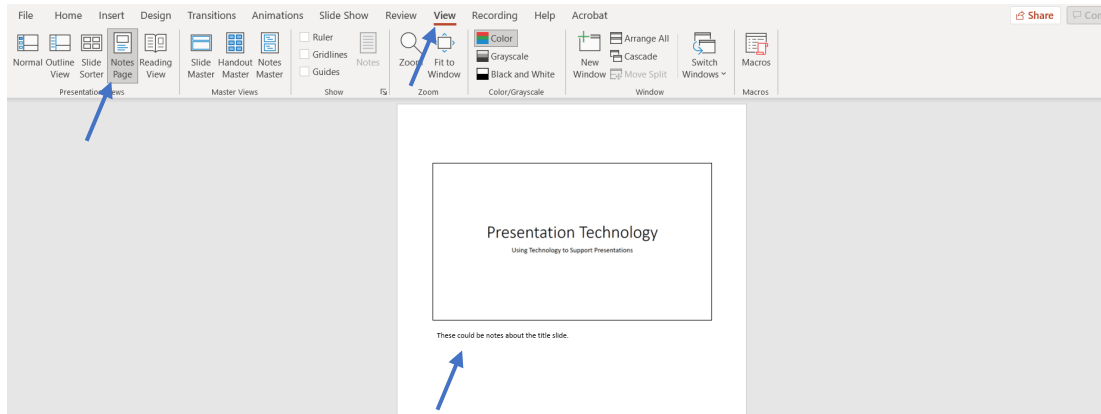 File Home Insert Design Transitions Animations Slide Show Review View Recording Help Acrobat Share
Normal Outline View Slide Sorter Notes Page Reading View
Slide Master Handout Master Notes Master
Ruler
Gridlines
Guides
Notes
Zoom Fit to Window
Color
Grayscale
Black and White
New Window
Arrange All
Cascade
Move Split
Switch Windows
Macros
Master Views Show Zoom Color/Grayscale Window Macros
Presentation Technology
Using Technology to Support Presentations
These could be notes about the title slide.